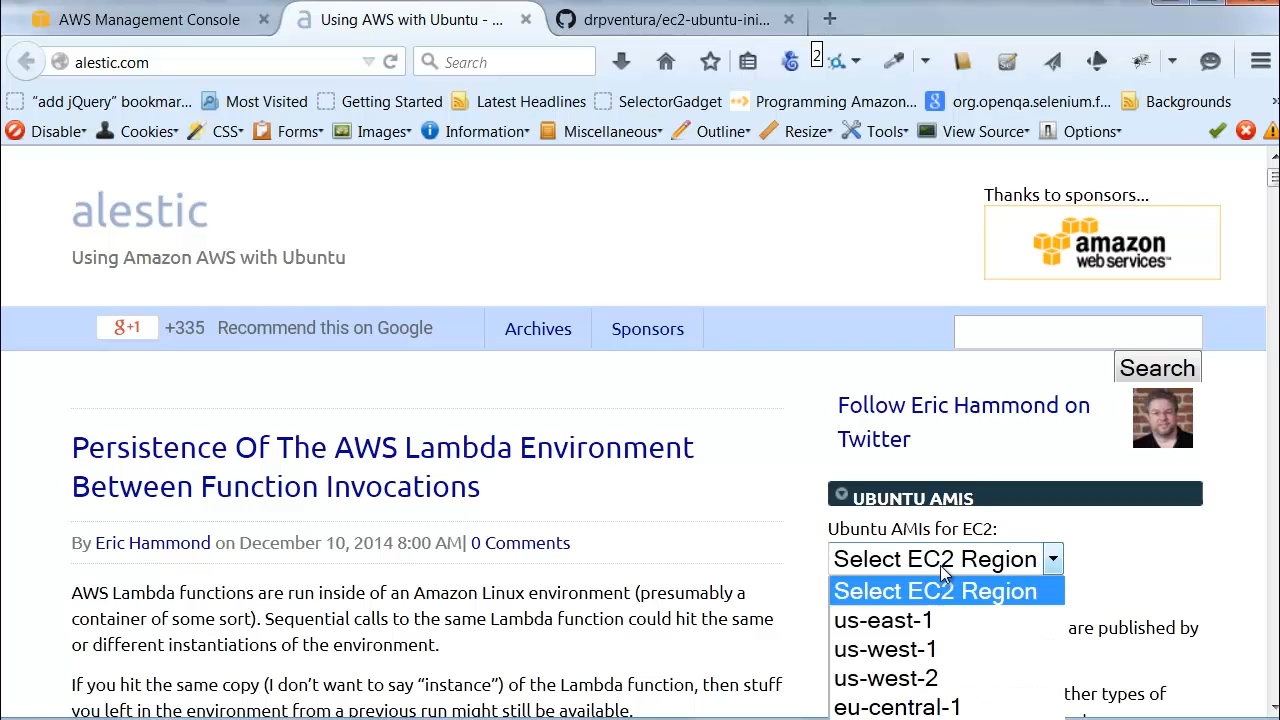 AWS Management Console
Using AWS with Ubuntu - ...
drpventura/ec2-ubuntu-ini...
alestic.com
Search
2
"add jQuery" bookmar...
Most Visited
Getting Started
Latest Headlines
SelectorGadget
Programming Amazon...
org.openqa.selenium.f...
Backgrounds
Disable
Cookies
CSS
Forms
Images
Information
Miscellaneous
Outline
Resize
Tools
View Source
Options
alestic
Using Amazon AWS with Ubuntu
Thanks to sponsors...
amazon
web services™
g+1
+335
Recommend this on Google
Archives
Sponsors
Search
Follow Eric Hammond on
Twitter
Persistence Of The AWS Lambda Environment
Between Function Invocations
By Eric Hammond on December 10, 2014 8:00 AM| 0 Comments
AWS Lambda functions are run inside of an Amazon Linux environment (presumably a
container of some sort). Sequential calls to the same Lambda function could hit the same
or different instantiations of the environment.
If you hit the same copy (I don't want to say "instance") of the Lambda function, then stuff
you left in the environment from a previous run might still be available.
UBUNTU AMIS
Ubuntu AMIs for EC2:
Select EC2 Region
Select EC2 Region
us-east-1
us-west-1
us-west-2
eu-central-1
are published by
ther types of